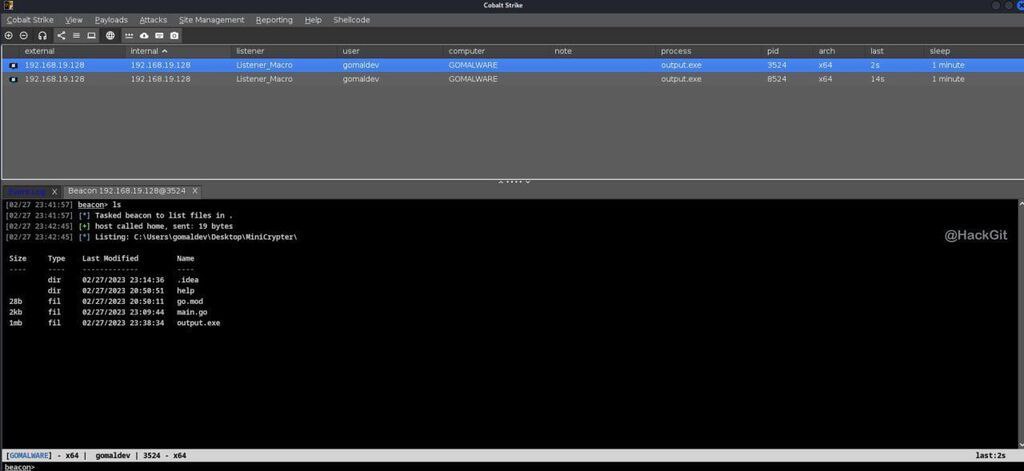 Cobalt Strike
Cobalt Strike View Payloads Attacks Site Management Reporting Help Shellcode
external internal listener user computer note process pid arch last sleep
192.168.19.128 192.168.19.128 Listener_Macro gomaldev GOMALWARE output.exe 3524 x64 2s 1 minute
192.168.19.128 192.168.19.128 Listener_Macro gomaldev GOMALWARE output.exe 8524 x64 14s 1 minute
Event Log X Beacon 192.168.19.128@3524 X
[02/27 23:41:57] beacon> ls
[02/27 23:41:57] [*] Tasked beacon to list files in .
[02/27 23:42:45] [+] host called home, sent: 19 bytes
[02/27 23:42:45] [*] Listing: C:\Users\gomaldev\Desktop\MiniCrypter\
@HackGit
Size Type Last Modified Name
---- ---- ------------- ----
dir 02/27/2023 23:14:36 .idea
dir 02/27/2023 20:50:51 help
28b fil 02/27/2023 20:50:11 go.mod
2kb fil 02/27/2023 23:09:44 main.go
1mb fil 02/27/2023 23:38:34 output.exe
[GOMALWARE] - x64 | gomaldev | 3524 - x64 last:2s
beacon>